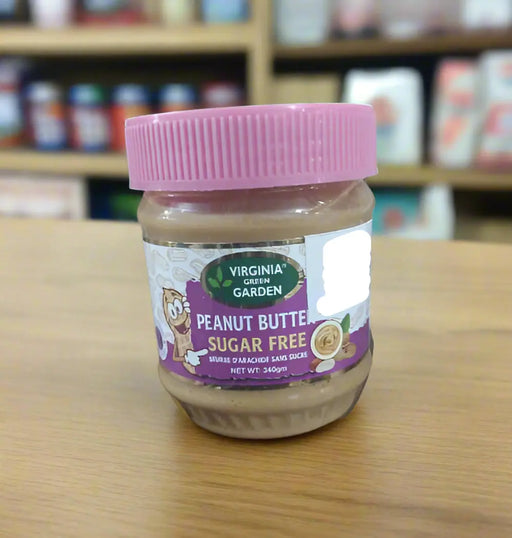 VIRGINIA
GREEN
GARDEN
PEANUT BUTTE
SUGAR FREE
BEURRE D'ARACHIDE SANS SUCRE
NET WT: 340gm